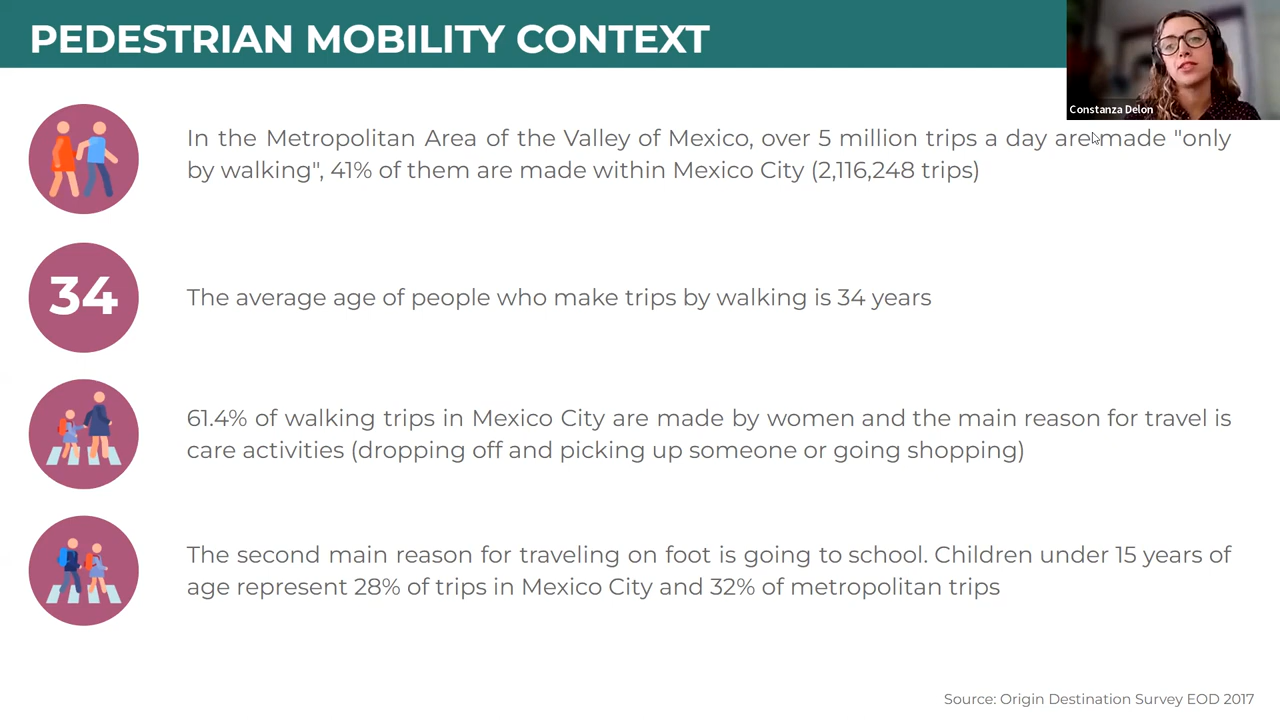 PEDESTRIAN MOBILITY CONTEXT
Constanza Delon
In the Metropolitan Area of the Valley of Mexico, over 5 million trips a day are made "only
by walking", 41% of them are made within Mexico City (2,116,248 trips)
34
The average age of people who make trips by walking is 34 years
61.4% of walking trips in Mexico City are made by women and the main reason for travel is
care activities (dropping off and picking up someone or going shopping)
The second main reason for traveling on foot is going to school. Children under 15 years of
age represent 28% of trips in Mexico City and 32% of metropolitan trips
Source: Origin Destination Survey EOD 2017